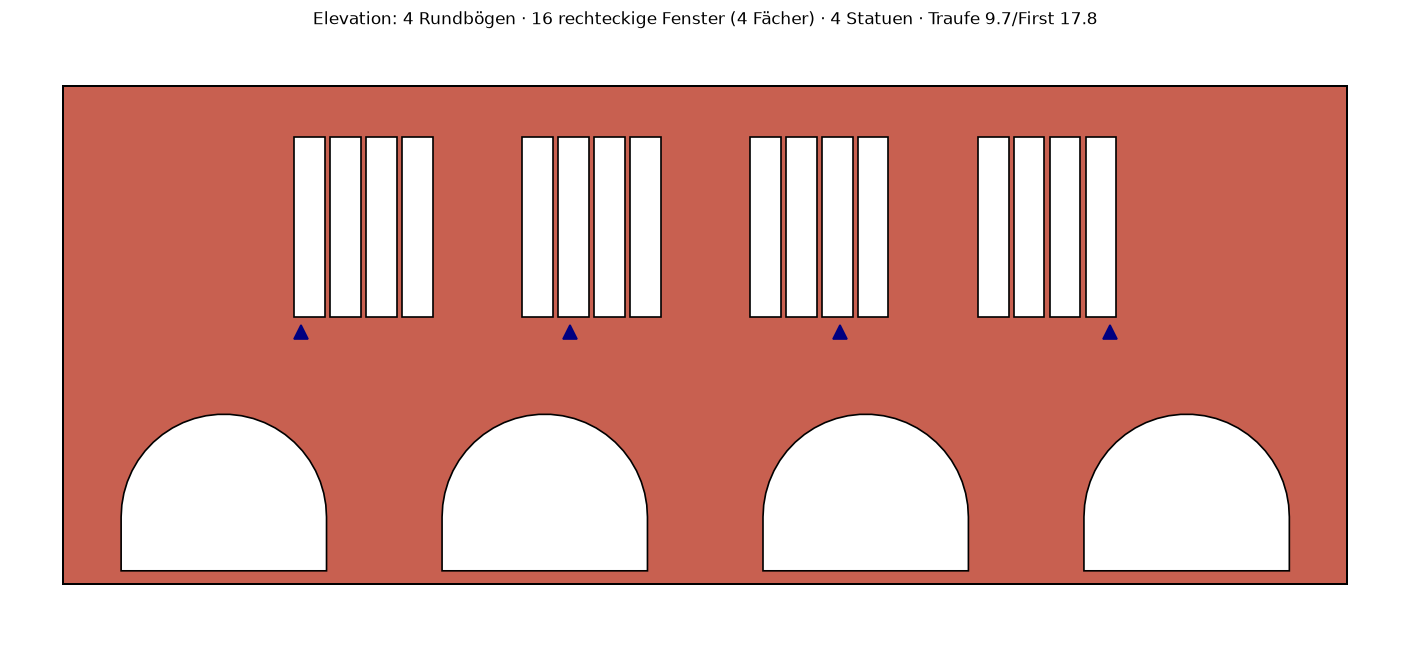 Elevation: 4 Rundbögen · 16 rechteckige Fenster (4 Fächer) · 4 Statuen · Traufe 9.7/First 17.8